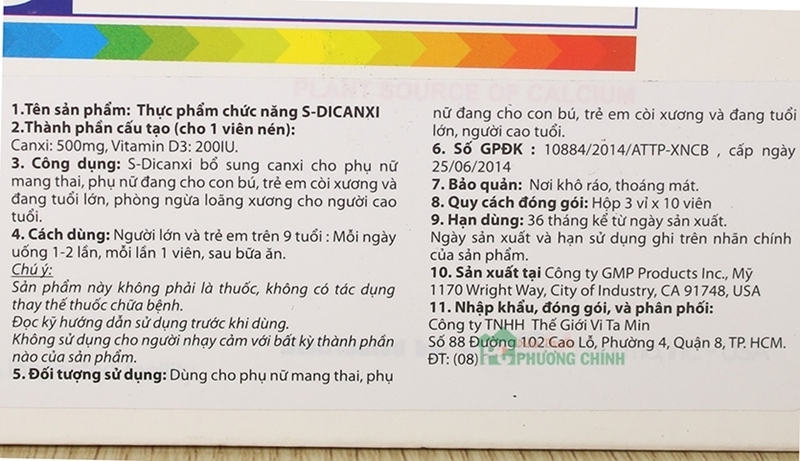 PLANT SOURCE OF CALCIUM
1.Tên sản phẩm: Thực phẩm chức năng S-DICANXI
2.Thành phần cấu tạo (cho 1 viên nén):
Canxi: 500mg, Vitamin D3: 200IU.
3. Công dụng: S-Dicanxi bổ sung canxi cho phụ nữ
mang thai, phụ nữ đang cho con bú, trẻ em còi xương và
đang tuổi lớn, phòng ngừa loãng xương cho người cao
tuổi.
4. Cách dùng: Người lớn và trẻ em trên 9 tuổi : Mỗi ngày
uống 1-2 lần, mỗi lần 1 viên, sau bữa ăn.
Chú ý:
Sản phẩm này không phải là thuốc, không có tác dụng
thay thế thuốc chữa bệnh.
Đọc kỹ hướng dẫn sử dụng trước khi dùng.
Không sử dụng cho người nhạy cảm với bất kỳ thành phần
nào của sản phẩm.
5. Đối tượng sử dụng: Dùng cho phụ nữ mang thai, phụ
nữ đang cho con bú, trẻ em còi xương và đang tuổi
lớn, người cao tuổi.
6. Số GPĐK : 10884/2014/ATTP-XNCB , cấp ngày
25/06/2014
7. Bảo quản: Nơi khô ráo, thoáng mát.
8. Quy cách đóng gói: Hộp 3 vỉ x 10 viên
9. Hạn dùng: 36 tháng kể từ ngày sản xuất.
Ngày sản xuất và hạn sử dụng ghi trên nhãn chính
của sản phẩm.
10. Sản xuất tại Công ty GMP Products Inc., Mỹ
1170 Wright Way, City of Industry, CA 91748, USA
11. Nhập khẩu, đóng gói, và phân phối:
Công ty TNHH Thế Giới Vi Ta Min
Số 88 Đường 102 Cao Lỗ, Phường 4, Quận 8, TP. HCM.
ĐT: (08)
PHƯƠNG CHÍNH